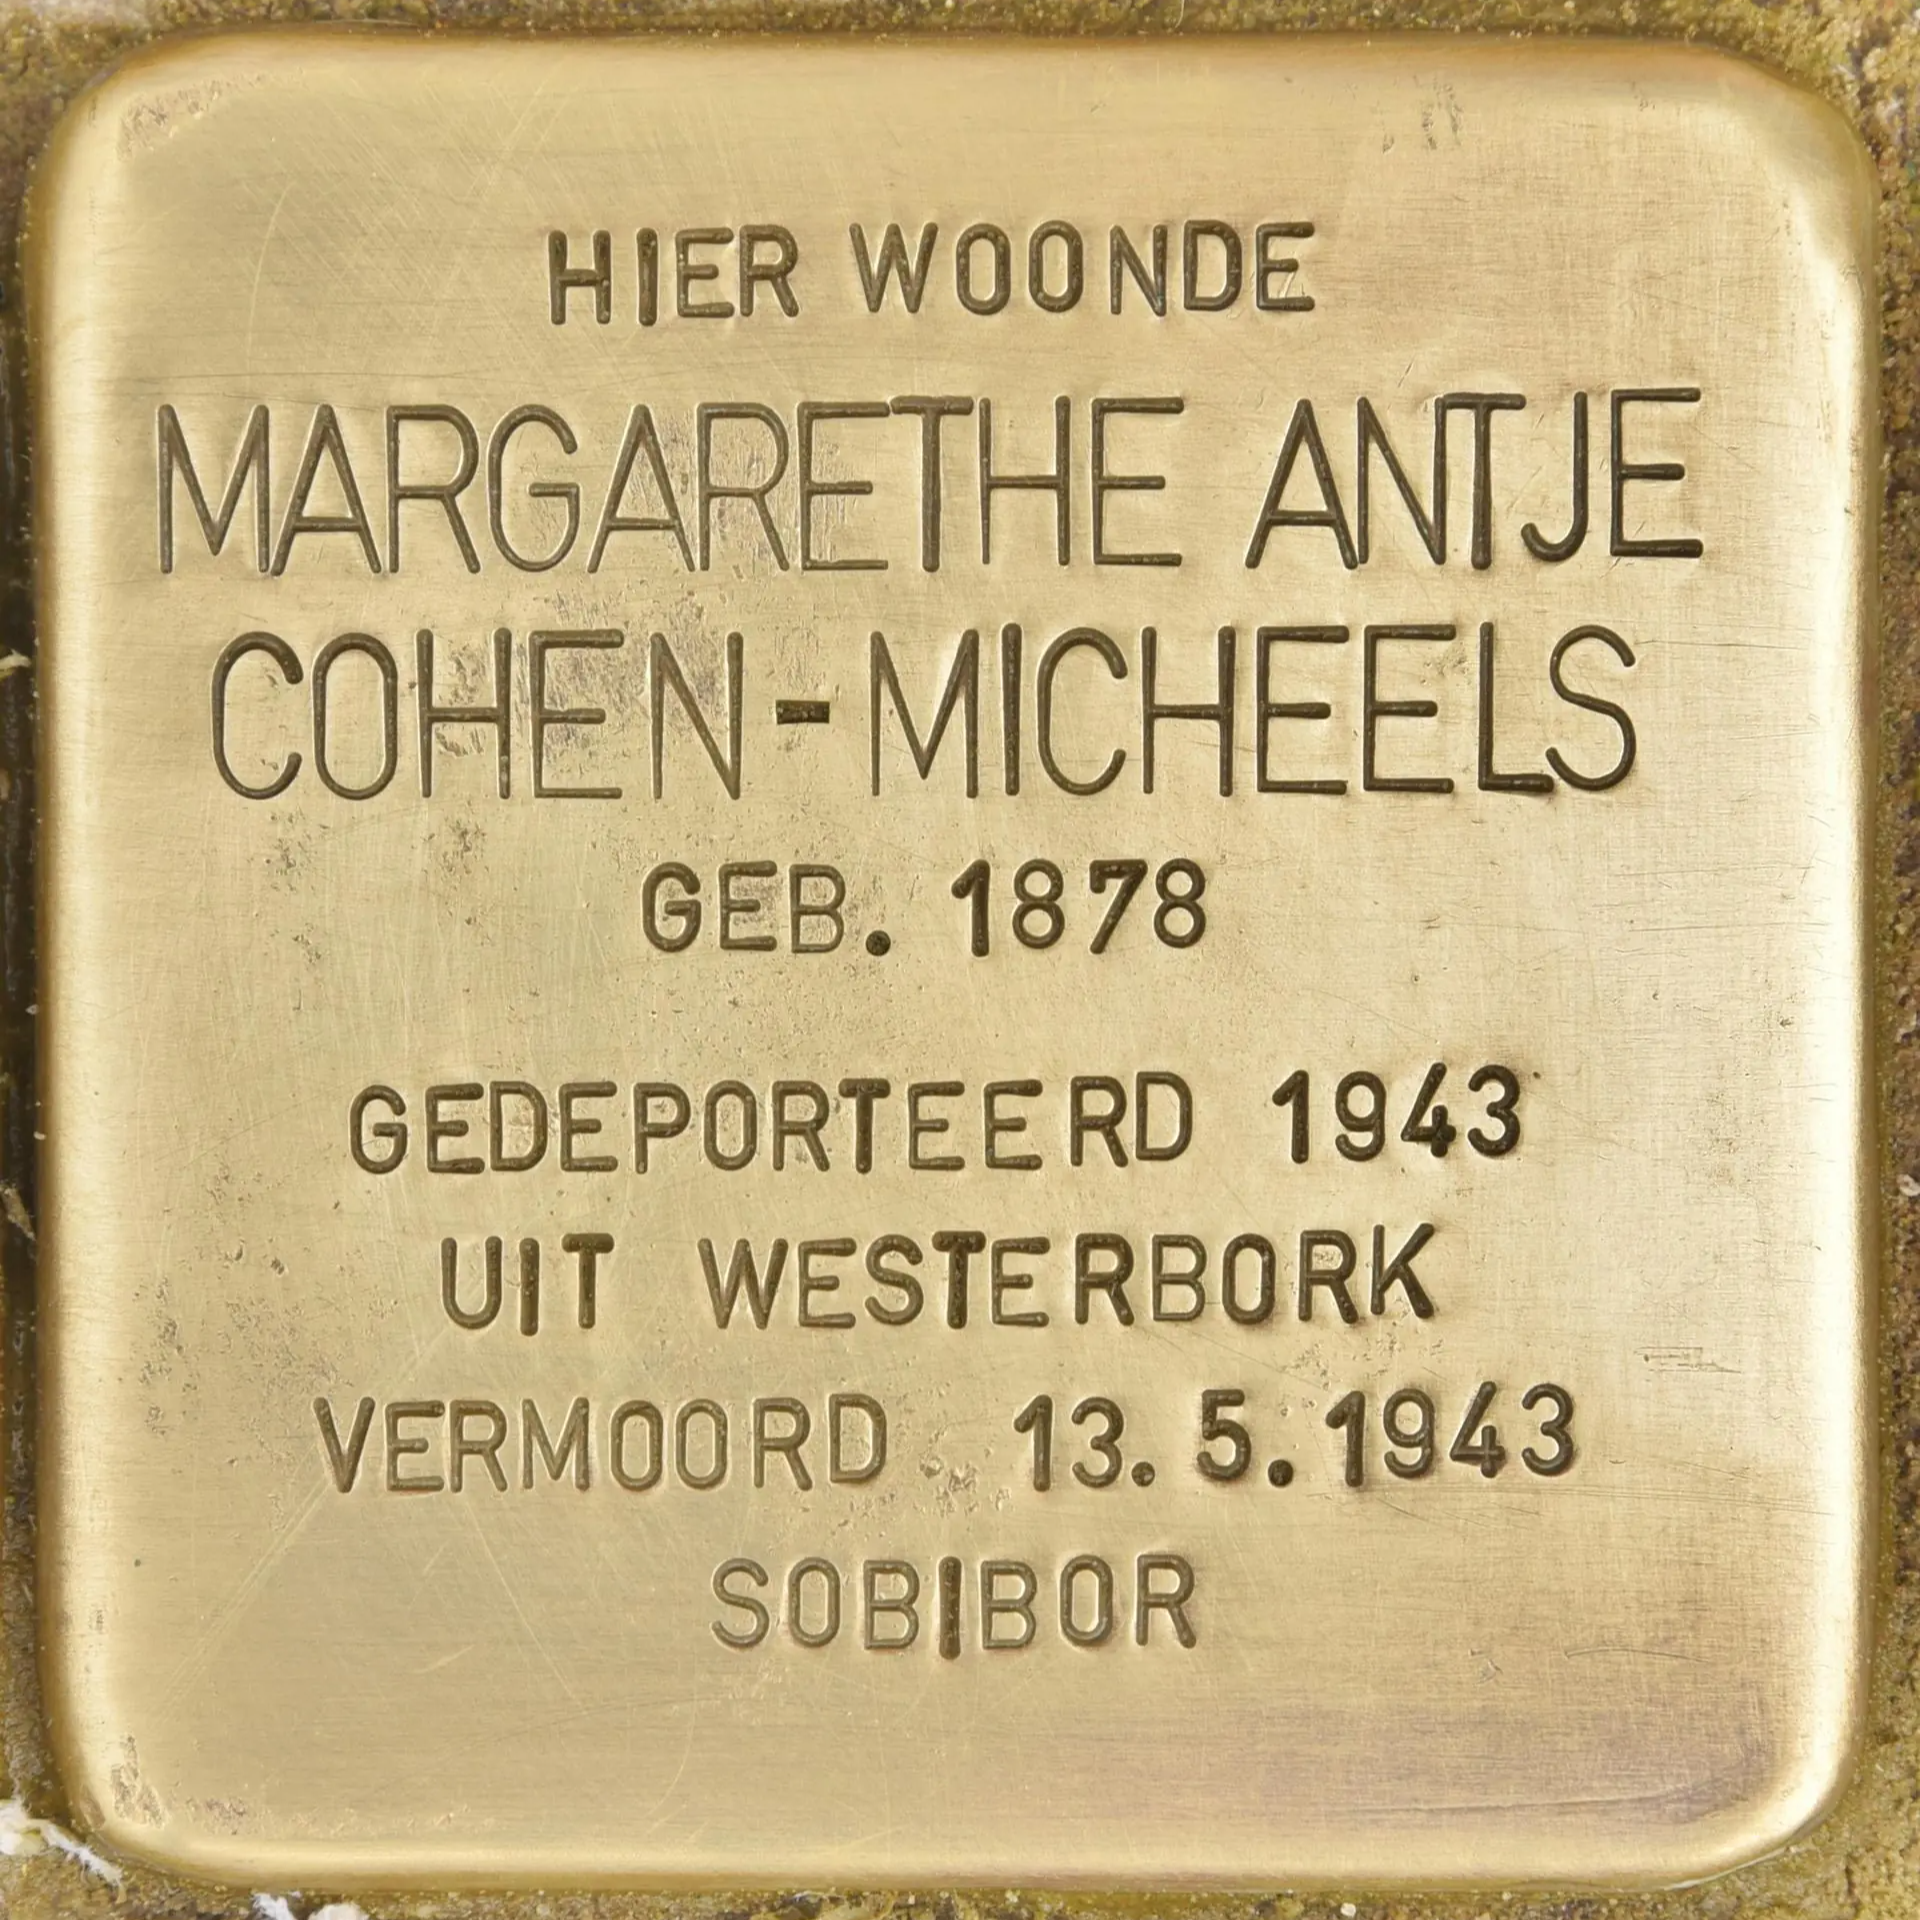 HIER WOONDE
MARGARETHE ANTJE
COHEN-MICHEELS
GEB. 1878
GEDEPORTEERD 1943
UIT WESTERBORK
VERMOORD 13.5.1943
SOBIBOR